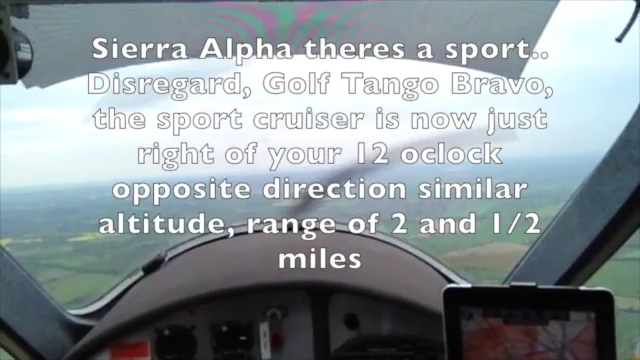 Sierra Alpha theres a sport..
Disregard, Golf Tango Bravo,
the sport cruiser is now just
right of your 12 oclock
opposite direction similar
altitude, range of 2 and 1/2
miles